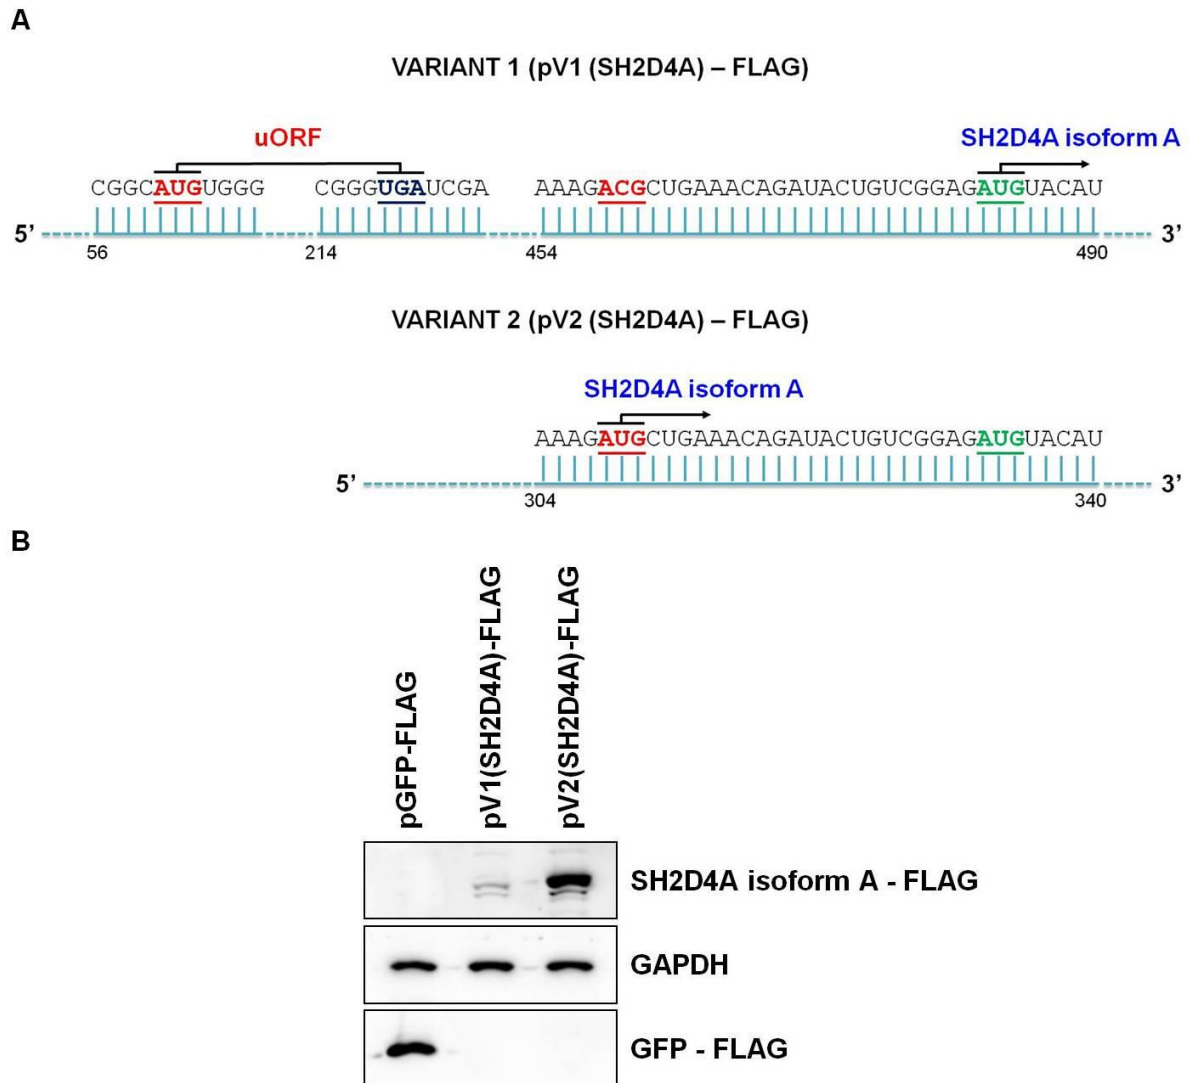 A
VARIANT 1 (pV1 (SH2D4A) – FLAG)
uORF
SH2D4A isoform A
CGGCAUGUGGG CGGGUGAUCGA AAAGACGCUGAAACAGAUACUGUCGGAGAUGUACAU
5’ 3’
56 214 454 490
VARIANT 2 (pV2 (SH2D4A) – FLAG)
SH2D4A isoform A
AAAGAUGCUGAAACAGAUACUGUCGGAGAUGUACAU
5’ 3’
304 340
B
pGFP-FLAG
pV1(SH2D4A)-FLAG
pV2(SH2D4A)-FLAG
SH2D4A isoform A - FLAG
GAPDH
GFP - FLAG